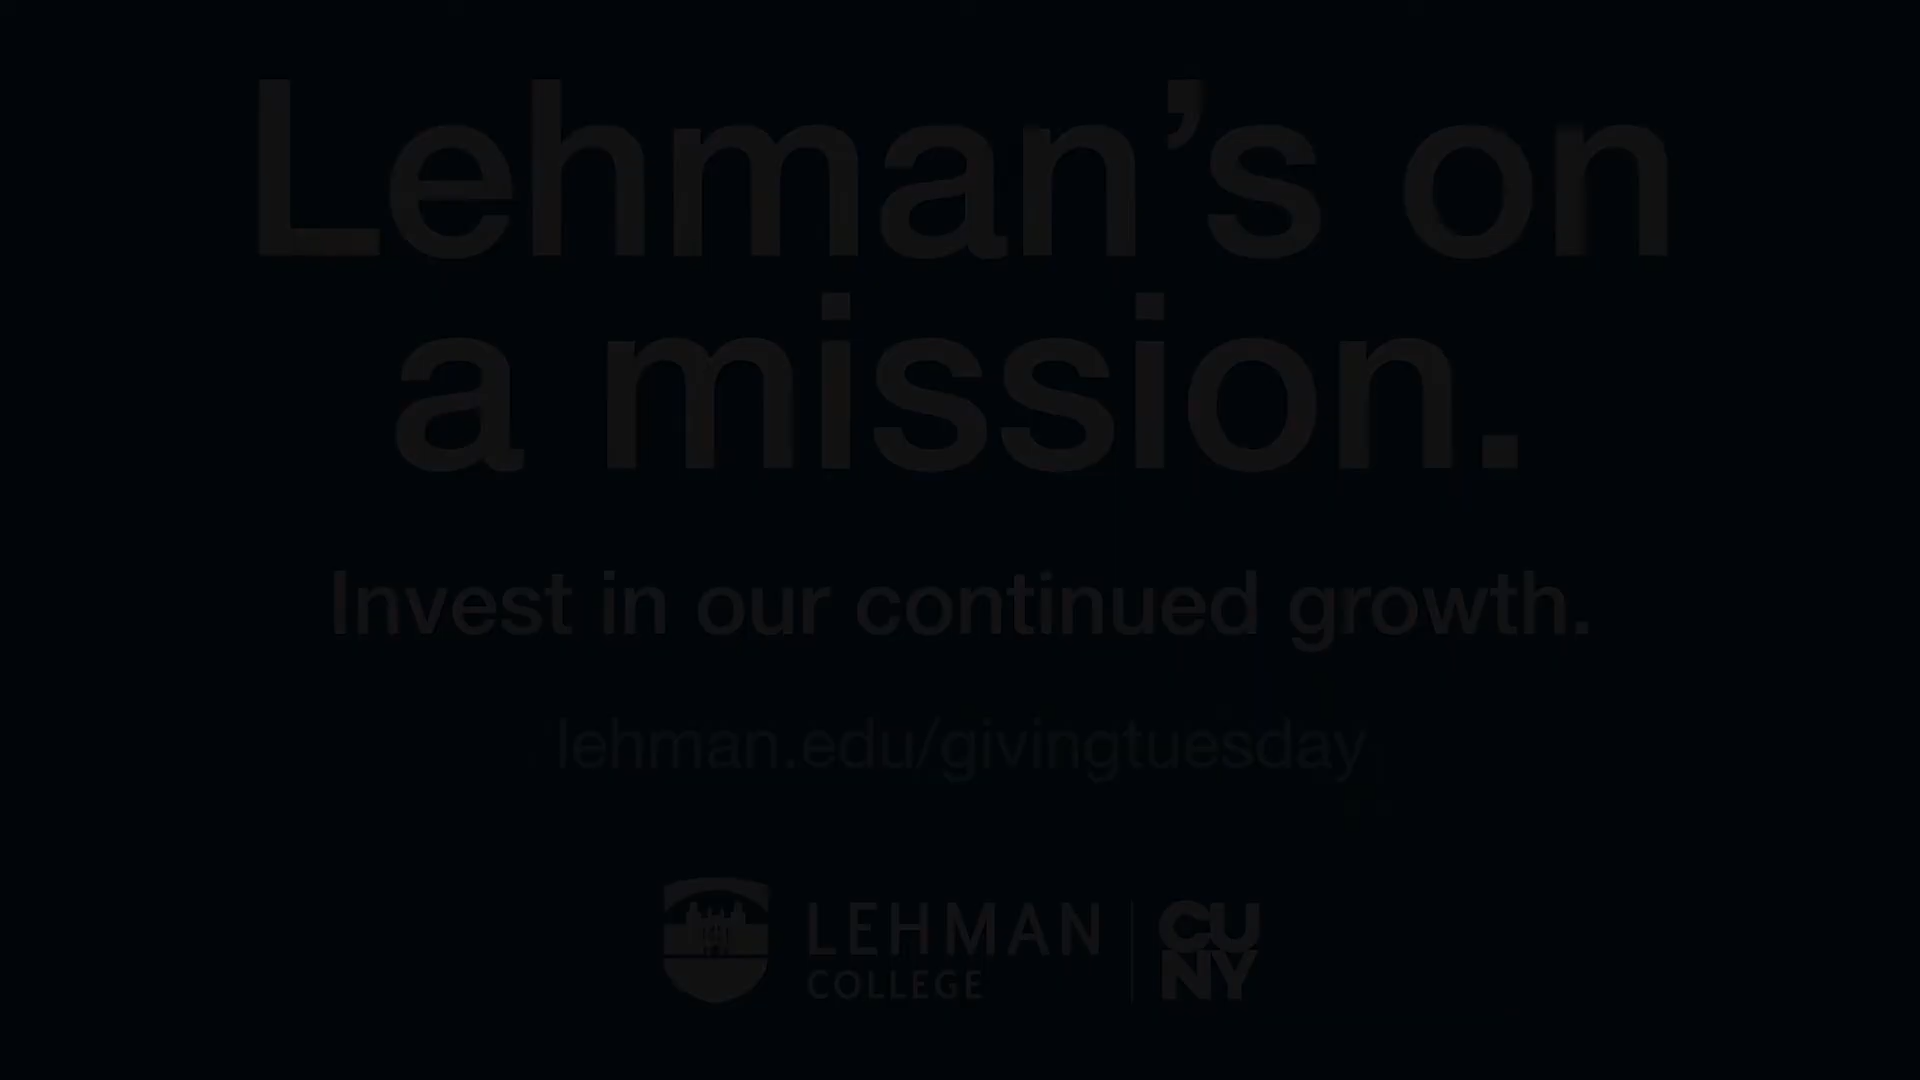 Lehman’s on
a mission.
Invest in our continued growth.
lehman.edu/givingtuesday
LEHMAN
COLLEGE
CU
NY